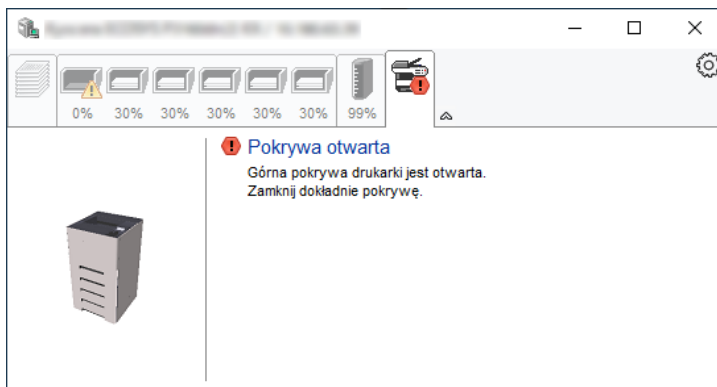 0% 30% 30% 30% 30% 30% 99%
Pokrywa otwarta
Górna pokrywa drukarki jest otwarta.
Zamknij dokładnie pokrywę.